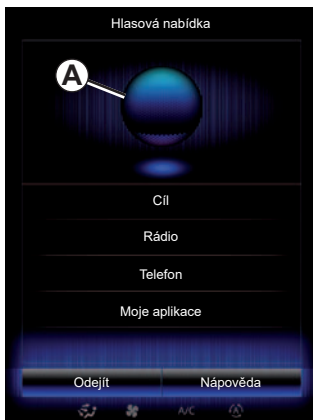 Hlasová nabídka
A
Cíl
Rádio
Telefon
Moje aplikace
Odejít Nápověda
A/C A